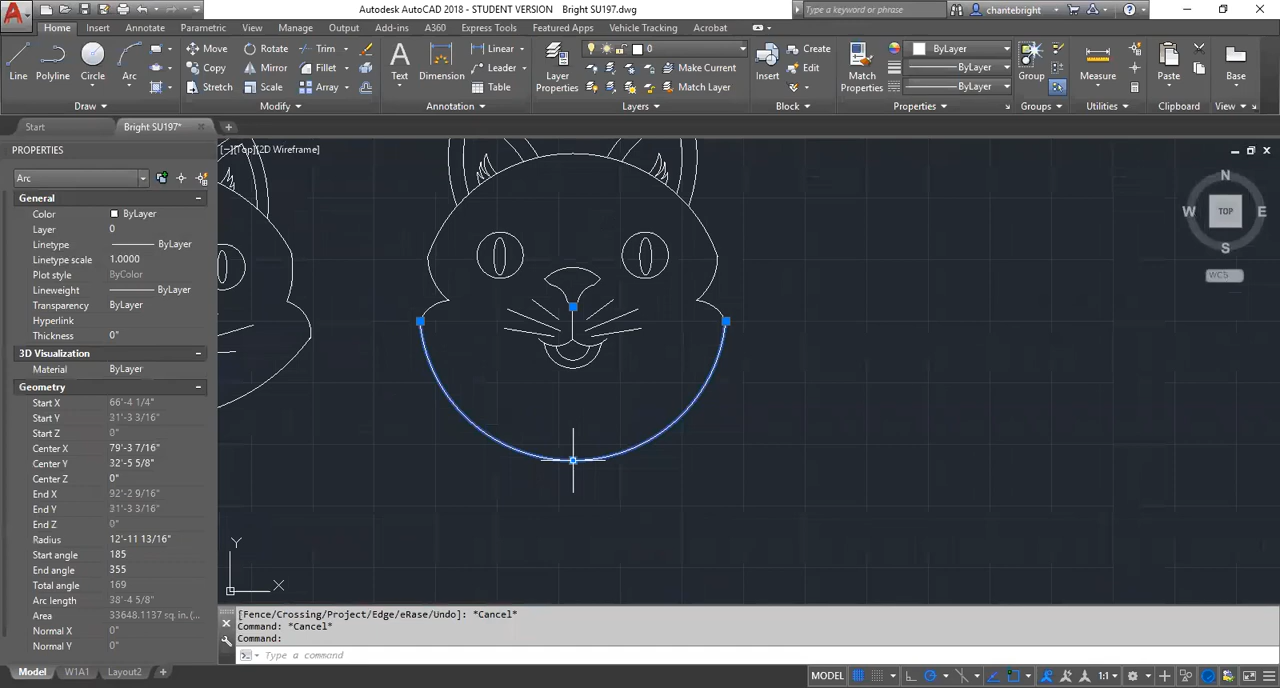 Autodesk AutoCAD 2018 - STUDENT VERSION Bright SU197.dwg
Type a keyword or phrase
chantebright
Home Insert Annotate Parametric View Manage Output Add-ins A360 Express Tools Featured Apps Vehicle Tracking Acrobat
Line Polyline Circle Arc
Move Rotate Trim
Copy Mirror Fillet
Stretch Scale Array
Text Dimension
Linear
Leader
Table
Layer Properties
0
Make Current
Match Layer
Insert
Create
Edit
Match Properties
ByLayer
ByLayer
ByLayer
Group
Measure
Paste
Base
Draw Modify Annotation Layers Block Properties Groups Utilities Clipboard View
Start Bright SU197*
PROPERTIES
[−][Top][2D Wireframe]
Arc
General
Color ByLayer
Layer 0
Linetype ByLayer
Linetype scale 1.0000
Plot style ByColor
Lineweight ByLayer
Transparency ByLayer
Hyperlink
Thickness 0"
3D Visualization
Material ByLayer
Geometry
Start X 66'-4 1/4"
Start Y 31'-3 3/16"
Start Z 0"
Center X 79'-3 7/16"
Center Y 32'-5 5/8"
Center Z 0"
End X 92'-2 9/16"
End Y 31'-3 3/16"
End Z 0"
Radius 12'-11 13/16"
Start angle 185
End angle 355
Total angle 169
Arc length 38'-4 5/8"
Area 33648.1137 sq. in. (...
Normal X 0"
Normal Y 0"
N
W TOP E
S
WCS
Y
X
[Fence/Crossing/Project/Edge/eRase/Undo]: *Cancel*
Command: *Cancel*
Command:
Type a command
Model W1A1 Layout2
MODEL 1:1